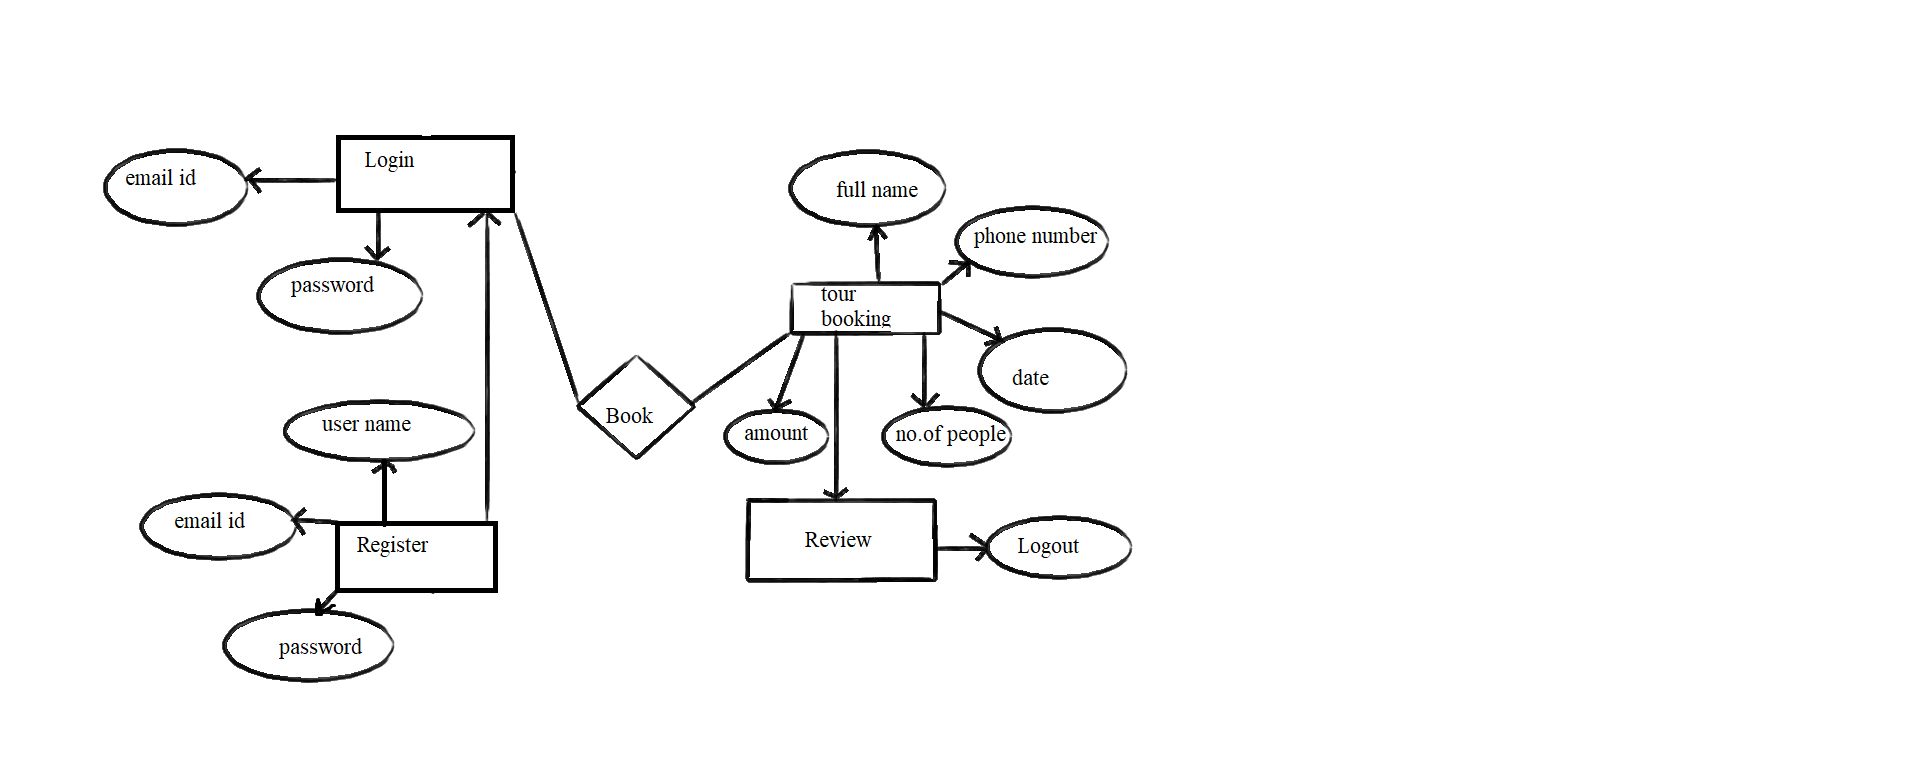 Login
email id
password
full name
phone number
tour
booking
date
Book
amount
no.of people
user name
email id
Register
password
Review
Logout